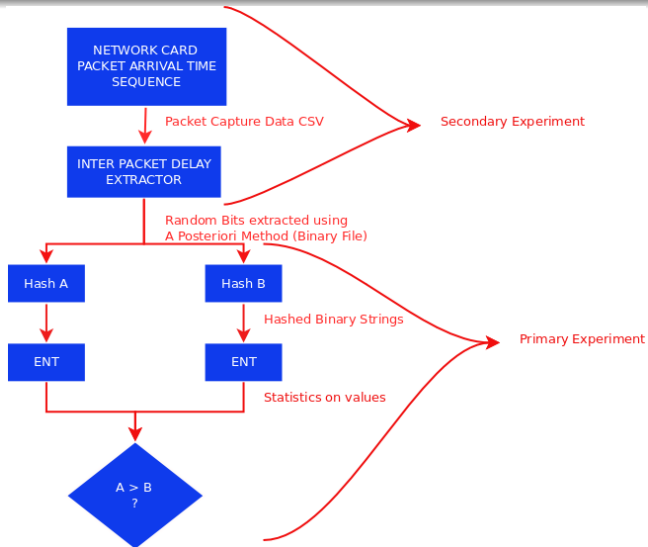 NETWORK CARD
PACKET ARRIVAL TIME
SEQUENCE
Packet Capture Data CSV
Secondary Experiment
INTER PACKET DELAY
EXTRACTOR
Random Bits extracted using
A Posteriori Method (Binary File)
Hash A
Hash B
Hashed Binary Strings
Primary Experiment
ENT
ENT
Statistics on values
A > B
?